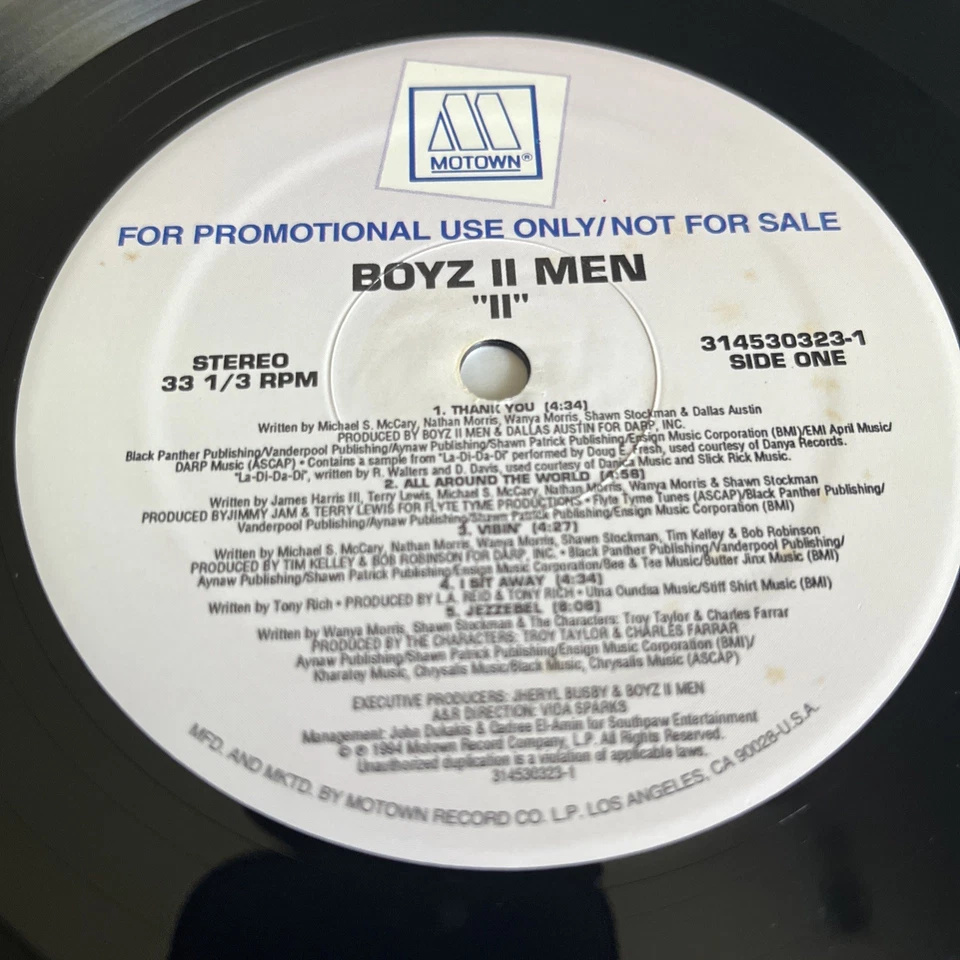 MOTOWN®
FOR PROMOTIONAL USE ONLY/NOT FOR SALE
BOYZ II MEN
"II"
STEREO
33 1/3 RPM
314530323-1
SIDE ONE
1. THANK YOU (4:34)
Written by Michael S. McCary, Nathan Morris, Wanya Morris, Shawn Stockman & Dallas Austin
PRODUCED BY BOYZ II MEN & DALLAS AUSTIN FOR DARP, INC.
Black Panther Publishing/Vanderpool Publishing/Aynaw Publishing/Shawn Patrick Publishing/Ensign Music Corporation (BMI)/EMI April Music/
DARP Music (ASCAP) • Contains a sample from "La-Di-Da-Di" performed by Doug E. Fresh, used courtesy of Danya Records.
"La-Di-Da-Di", written by R. Walters and D. Davis, used courtesy of Danica Music and Slick Rick Music.
2. ALL AROUND THE WORLD (4:56)
Written by James Harris III, Terry Lewis, Michael S. McCary, Nathan Morris, Wanya Morris & Shawn Stockman
PRODUCED BYJIMMY JAM & TERRY LEWIS FOR FLYTE TYME PRODUCTIONS • Flyte Tyme Tunes (ASCAP)/Black Panther Publishing/
Vanderpool Publishing/Aynaw Publishing/Shawn Patrick Publishing/Ensign Music Corporation (BMI)
3. VIBIN' (4:27)
Written by Michael S. McCary, Nathan Morris, Wanya Morris, Shawn Stockman, Tim Kelley & Bob Robinson
PRODUCED BY TIM KELLEY & BOB ROBINSON FOR DARP, INC. • Black Panther Publishing/Vanderpool Publishing/
Aynaw Publishing/Shawn Patrick Publishing/Ensign Music Corporation/Bee & Tee Music/Butter Jinx Music (BMI)
4. I SIT AWAY (4:34)
Written by Tony Rich • PRODUCED BY L.A. REID & TONY RICH • Uhna Oundsa Music/Stiff Shirt Music (BMI)
5. JEZZEBEL (6:06)
Written by Wanya Morris, Shawn Stockman & The Characters: Troy Taylor & Charles Farrar
PRODUCED BY THE CHARACTERS: TROY TAYLOR & CHARLES FARRAR
Aynaw Publishing/Shawn Patrick Publishing/Ensign Music Corporation (BMI)/
Kharatoy Music, Chrysalis Music/Black Music, Chrysalis Music (ASCAP)
EXECUTIVE PRODUCERS: JHERYL BUSBY & BOYZ II MEN
A&R DIRECTION: VIDA SPARKS
Management: John Dukakis & Qadree El-Amin for Southpaw Entertainment
℗ © 1994 Motown Record Company, L.P. All Rights Reserved.
Unauthorized duplication is a violation of applicable laws.
314530323-1
MFD. AND MKTD. BY MOTOWN RECORD CO. L.P. LOS ANGELES, CA 90028-U.S.A.